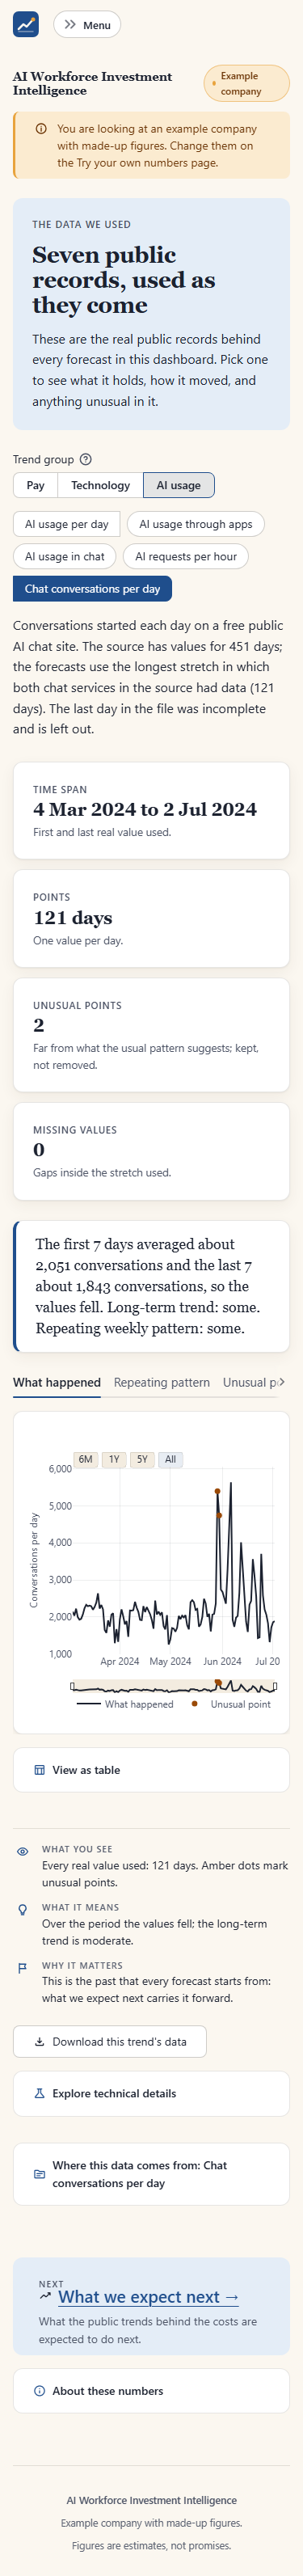 Menu
AI Workforce Investment
Intelligence
Example
company
You are looking at an example company
with made-up figures. Change them on
the Try your own numbers page.
THE DATA WE USED
Seven public
records, used as
they come
These are the real public records behind
every forecast in this dashboard. Pick one
to see what it holds, how it moved, and
anything unusual in it.
Trend group
Pay
Technology
AI usage
AI usage per day
AI usage through apps
AI usage in chat
AI requests per hour
Chat conversations per day
Conversations started each day on a free public
AI chat site. The source has values for 451 days;
the forecasts use the longest stretch in which
both chat services in the source had data (121
days). The last day in the file was incomplete
and is left out.
TIME SPAN
4 Mar 2024 to 2 Jul 2024
First and last real value used.
POINTS
121 days
One value per day.
UNUSUAL POINTS
2
Far from what the usual pattern suggests; kept,
not removed.
MISSING VALUES
0
Gaps inside the stretch used.
The first 7 days averaged about
2,051 conversations and the last 7
about 1,843 conversations, so the
values fell. Long-term trend: some.
Repeating weekly pattern: some.
What happened
Repeating pattern
Unusual p
6M
1Y
5Y
All
6,000
5,000
4,000
3,000
2,000
1,000
Conversations per day
Apr 2024
May 2024
Jun 2024
Jul 20
What happened
Unusual point
View as table
WHAT YOU SEE
Every real value used: 121 days. Amber dots mark
unusual points.
WHAT IT MEANS
Over the period the values fell; the long-term
trend is moderate.
WHY IT MATTERS
This is the past that every forecast starts from:
what we expect next carries it forward.
Download this trend's data
Explore technical details
Where this data comes from: Chat
conversations per day
NEXT
What we expect next →
What the public trends behind the costs are
expected to do next.
About these numbers
AI Workforce Investment Intelligence
Example company with made-up figures.
Figures are estimates, not promises.